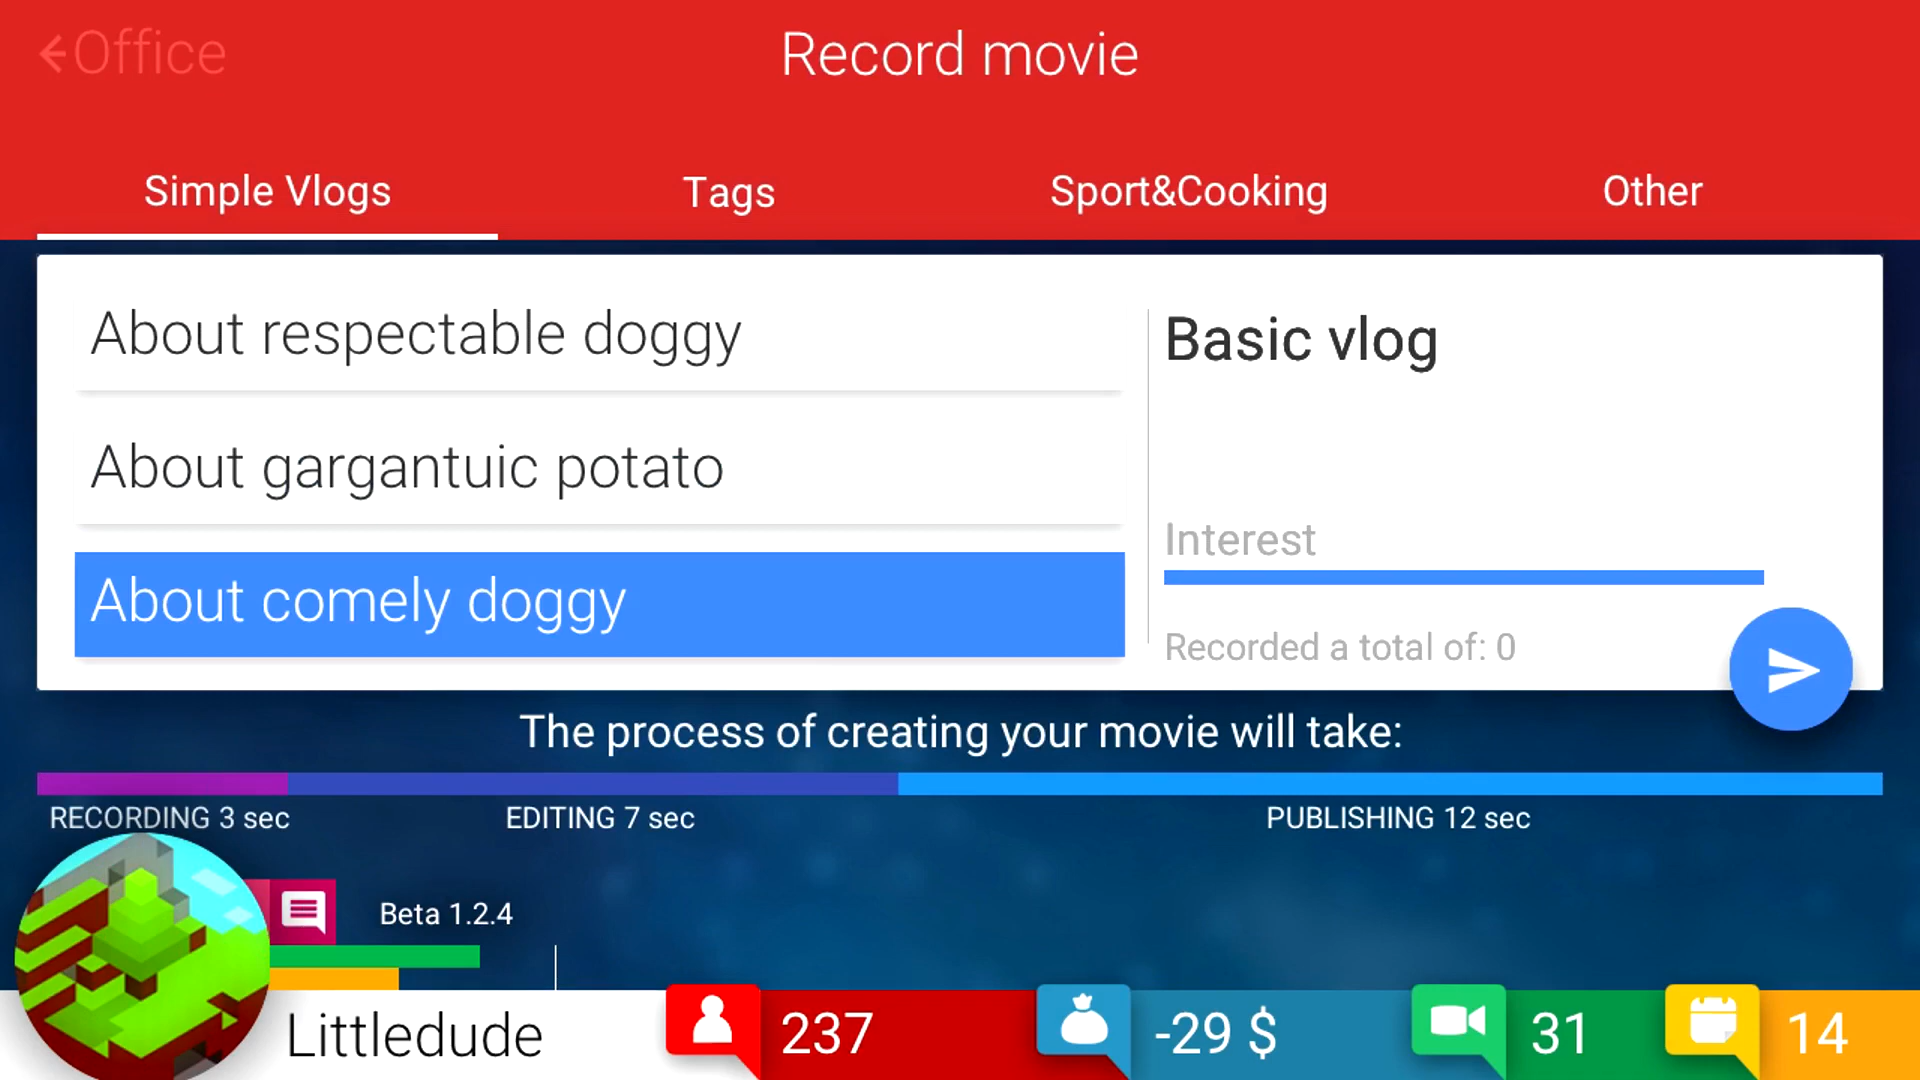 Office
Record movie
Simple Vlogs
Tags
Sport&Cooking
Other
About respectable doggy
About gargantuic potato
About comely doggy
Basic vlog
Interest
Recorded a total of: 0
The process of creating your movie will take:
RECORDING 3 sec
EDITING 7 sec
PUBLISHING 12 sec
Beta 1.2.4
Littledude
237
-29 $
31
14